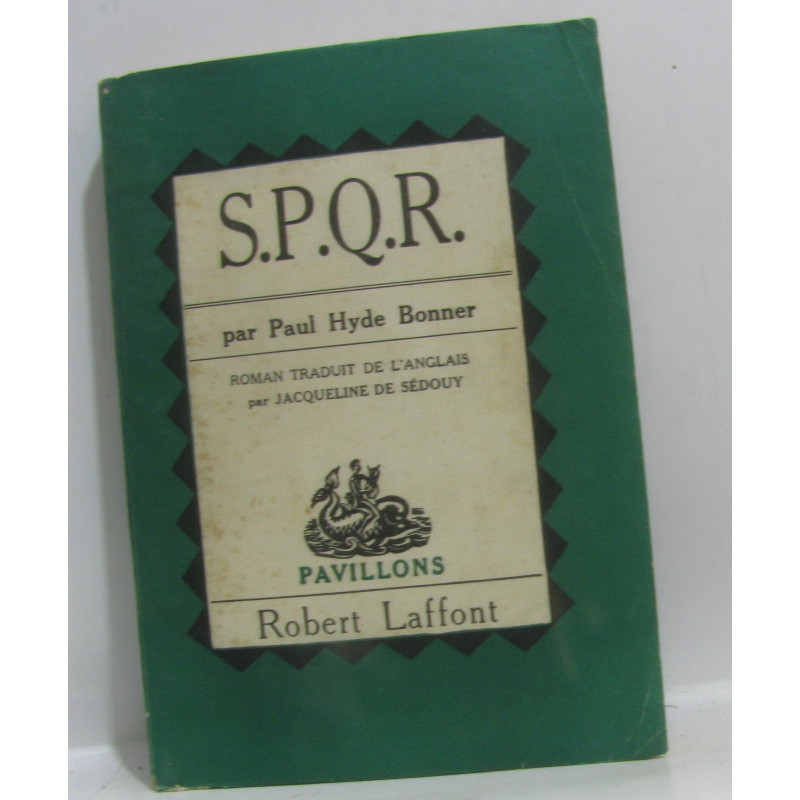 S.P.Q.R.
par Paul Hyde Bonner
ROMAN TRADUIT DE L'ANGLAIS
par JACQUELINE DE SÉDOUY
PAVILLONS
Robert Laffont